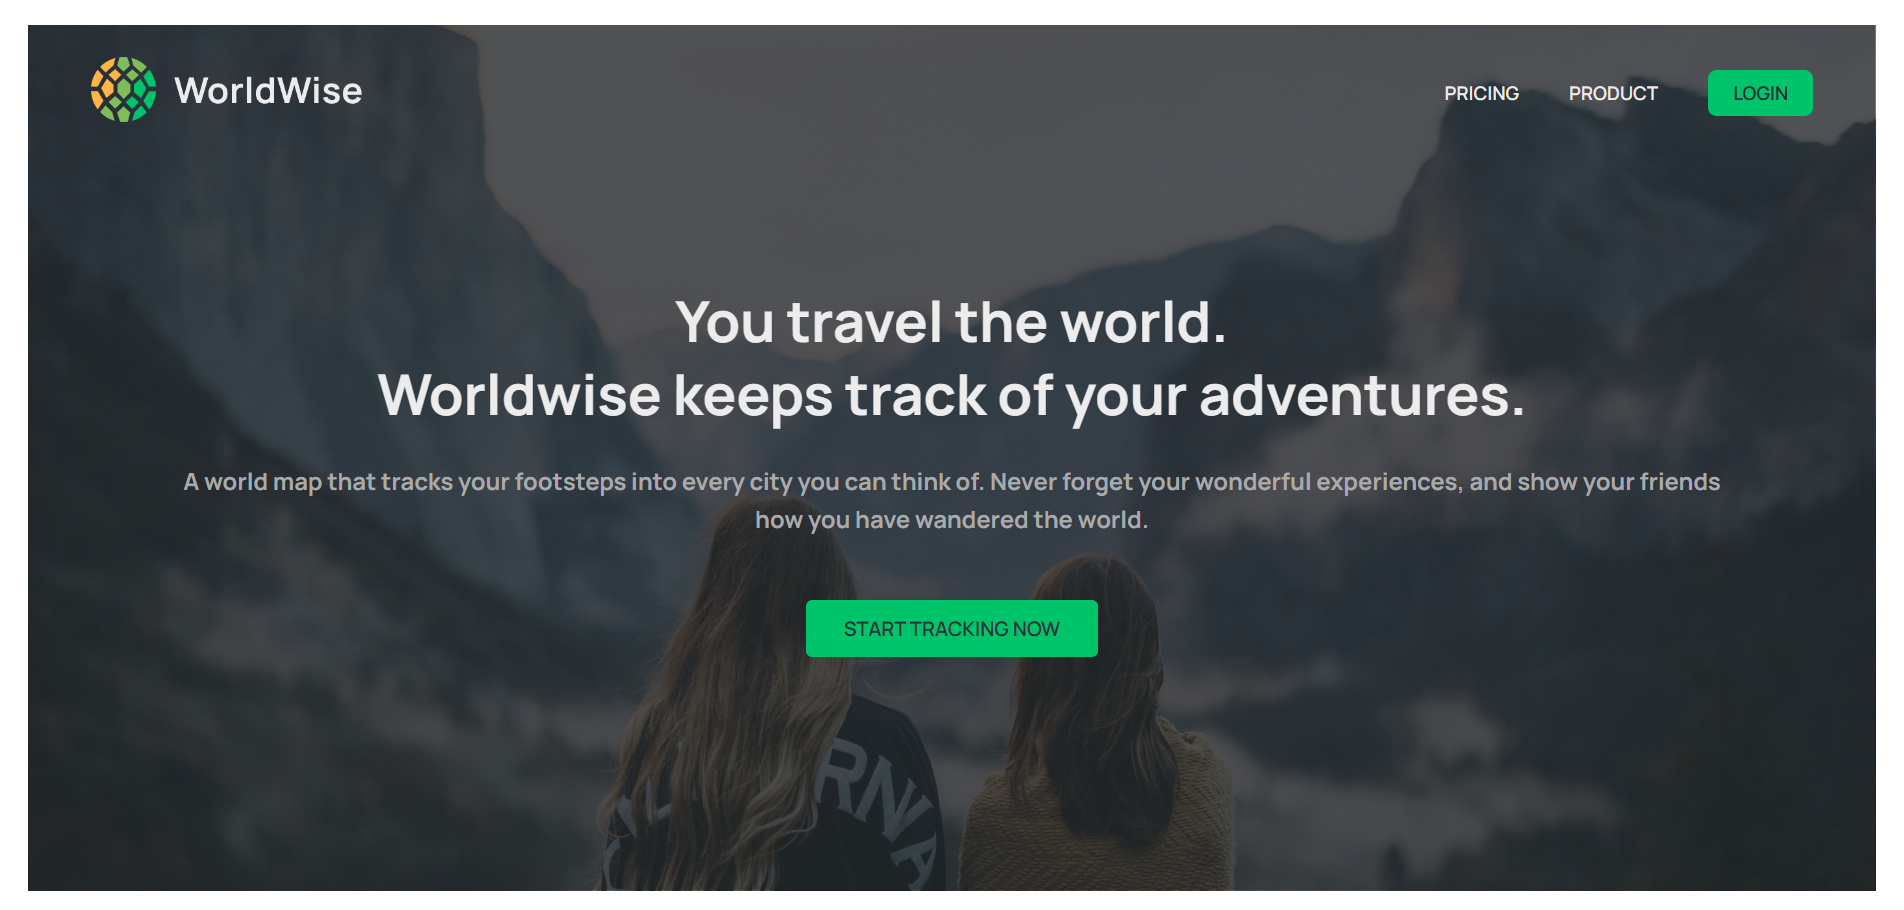 WorldWise
PRICING
PRODUCT
LOGIN
You travel the world.
Worldwise keeps track of your adventures.
A world map that tracks your footsteps into every city you can think of. Never forget your wonderful experiences, and show your friends
how you have wandered the world.
START TRACKING NOW
RNIA